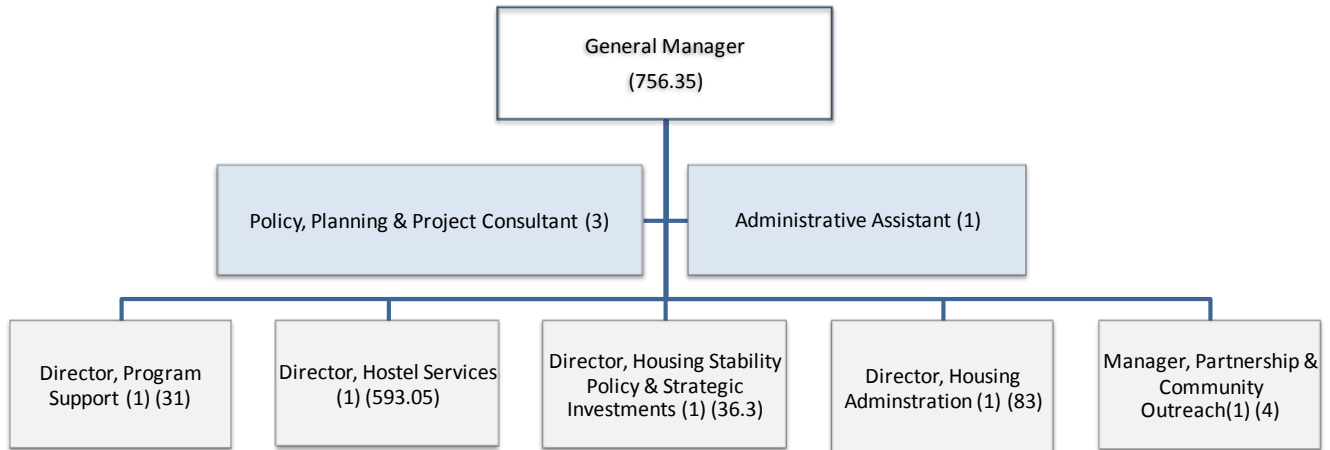 General Manager
(756.35)
Policy, Planning & Project Consultant (3)
Administrative Assistant (1)
Director, Program
Support (1) (31)
Director, Hostel Services
(1) (593.05)
Director, Housing Stability
Policy & Strategic
Investments (1) (36.3)
Director, Housing
Adminstration (1) (83)
Manager, Partnership &
Community
Outreach(1) (4)